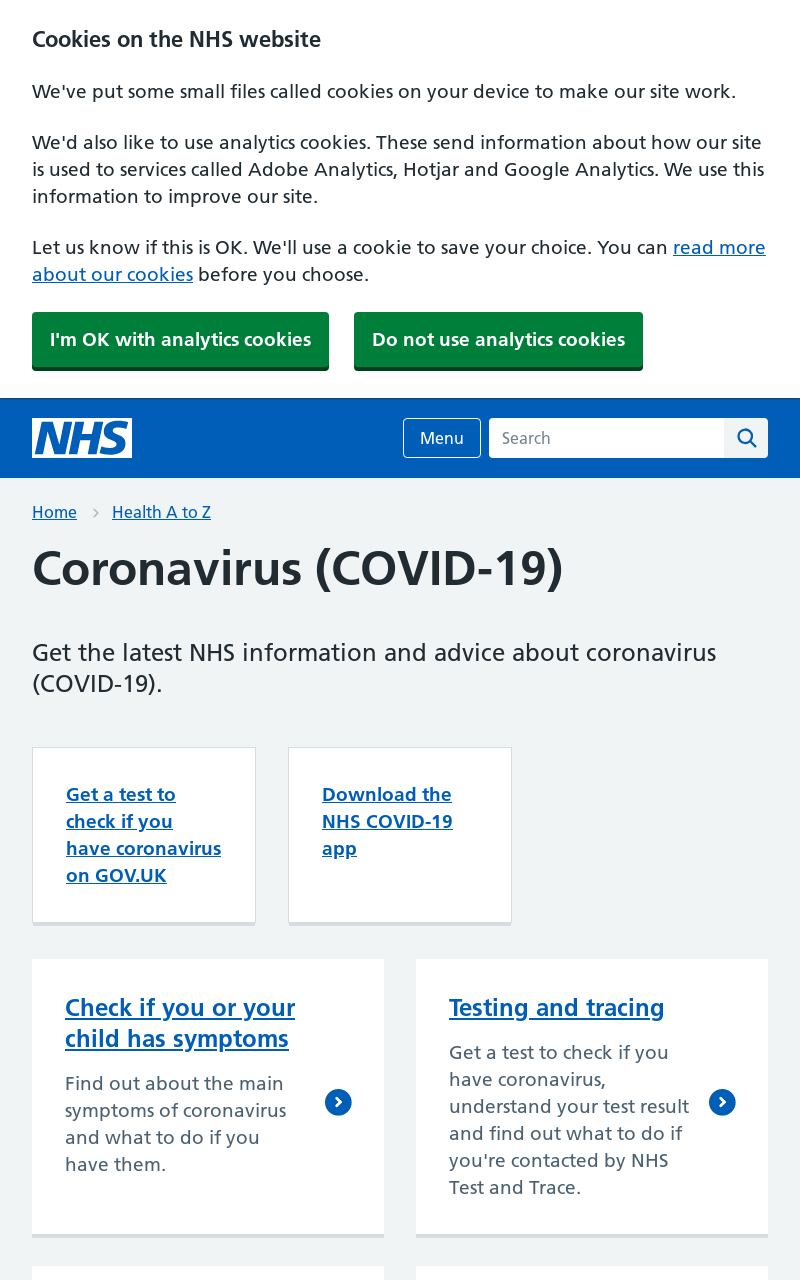 Cookies on the NHS website
We've put some small files called cookies on your device to make our site work.
We'd also like to use analytics cookies. These send information about how our site
is used to services called Adobe Analytics, Hotjar and Google Analytics. We use this
information to improve our site.
Let us know if this is OK. We'll use a cookie to save your choice. You can read more
about our cookies before you choose.
I'm OK with analytics cookies
Do not use analytics cookies
NHS
Menu
Search
Home
Health A to Z
Coronavirus (COVID-19)
Get the latest NHS information and advice about coronavirus
(COVID-19).
Get a test to
check if you
have coronavirus
on GOV.UK
Download the
NHS COVID-19
app
Check if you or your
child has symptoms
Find out about the main
symptoms of coronavirus
and what to do if you
have them.
Testing and tracing
Get a test to check if you
have coronavirus,
understand your test result
and find out what to do if
you're contacted by NHS
Test and Trace.